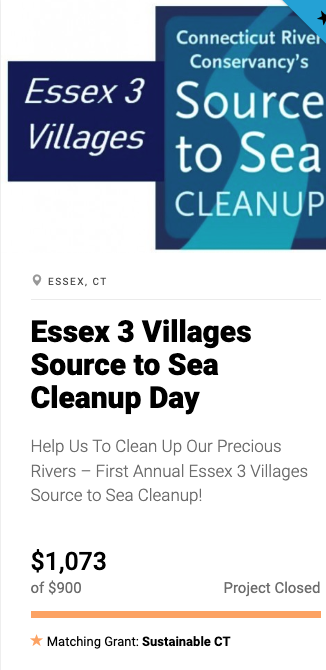 Essex 3
Villages
Connecticut River
Conservancy's
Source
to Sea
CLEANUP
ESSEX, CT
Essex 3 Villages
Source to Sea
Cleanup Day
Help Us To Clean Up Our Precious
Rivers – First Annual Essex 3 Villages
Source to Sea Cleanup!
$1,073
of $900 Project Closed
Matching Grant: Sustainable CT